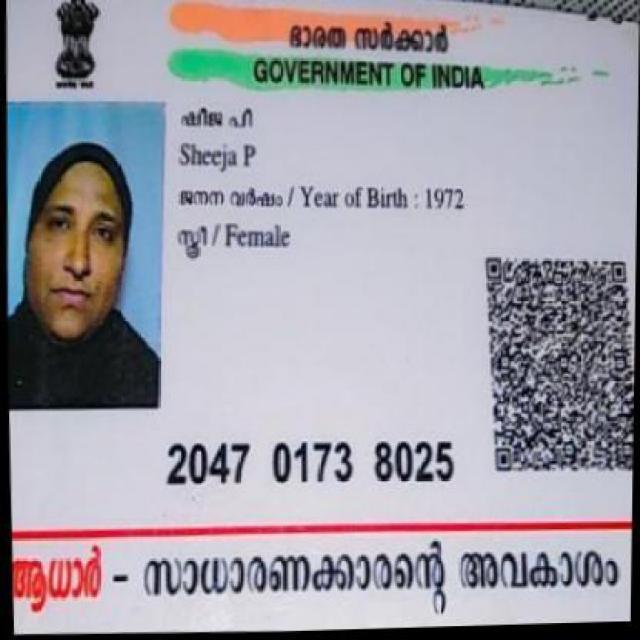 ഭാരത സർക്കാർ
GOVERNMENT OF INDIA
ഷീജ പി
Sheeja P
ജനന വർഷം / Year of Birth : 1972
സ്ത്രീ / Female
2047 0173 8025
ആധാർ - സാധാരണക്കാരന്റെ അവകാശം